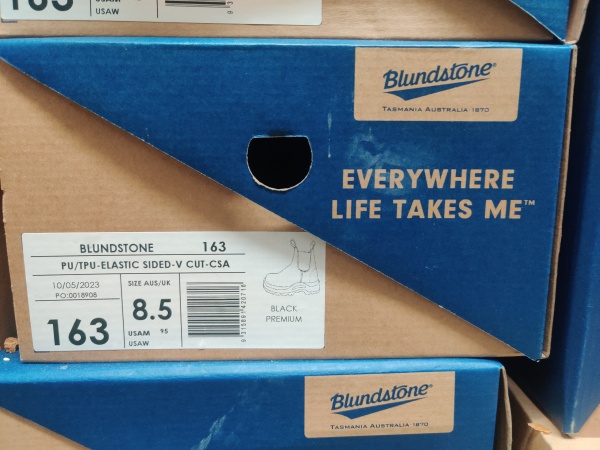 163
USAW
Blundstone®
TASMANIA AUSTRALIA 1870
EVERYWHERE
LIFE TAKES ME™
BLUNDSTONE 163
PU/TPU-ELASTIC SIDED-V CUT-CSA
10/05/2023
PO:0018908
SIZE AUS/UK
8.5
163
USAM 95
USAW
BLACK
PREMIUM
Blundstone®
TASMANIA AUSTRALIA 1870